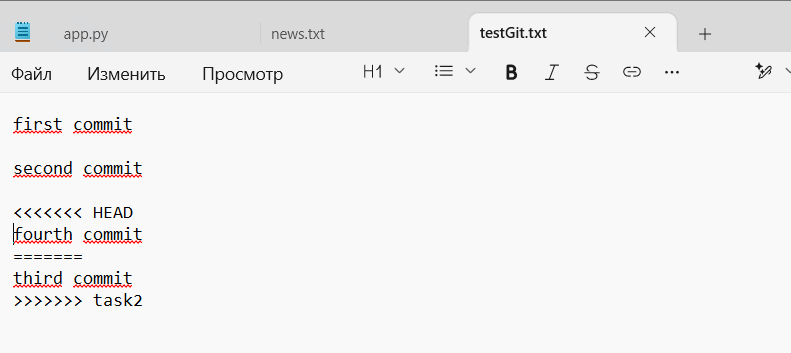 app.py
news.txt
testGit.txt
Файл
Изменить
Просмотр
H1
B
I
S
first commit
second commit
<<<<<<< HEAD
fourth commit
=======
third commit
>>>>>>> task2